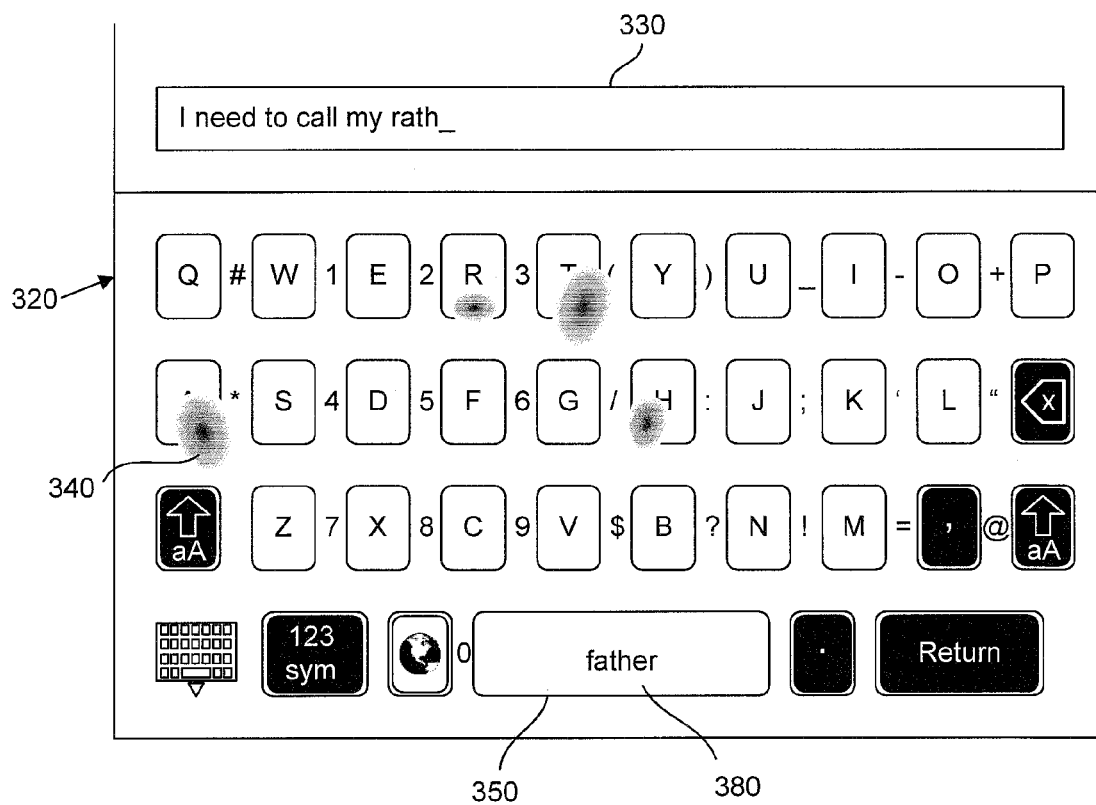 330
I need to call my rath_
Q # W 1 E 2 R 3 ( Y ) U _ I - O + P
320
* S 4 D 5 F 6 G / H : J ; K ' L " X
340
aA Z 7 X 8 C 9 V $ B ? N ! M = , @ aA
123 sym 0 father . Return
350 380